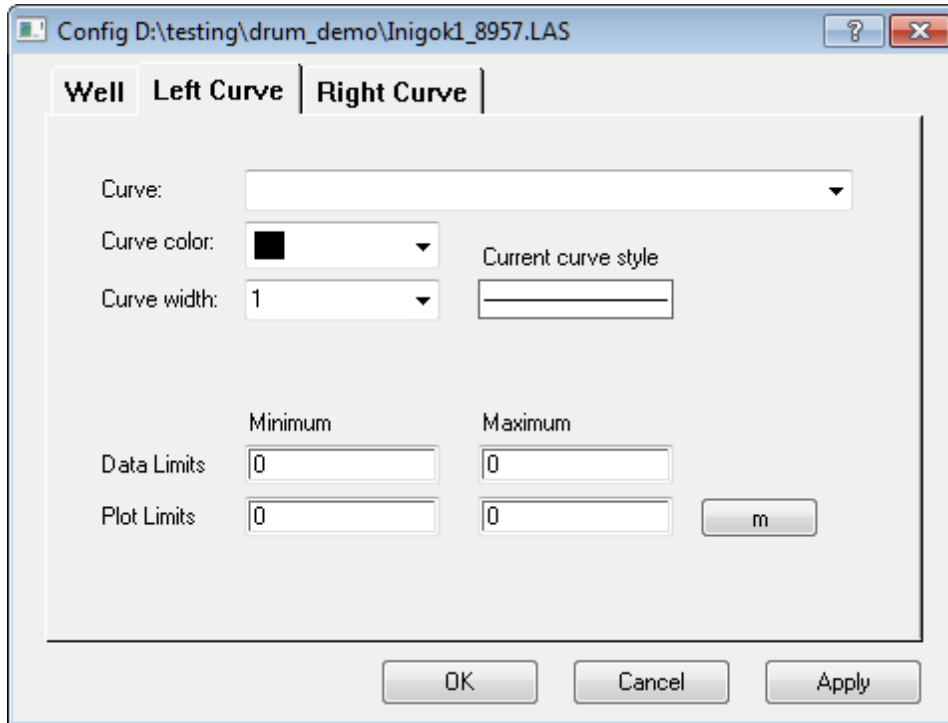 Config D:\testing\drum_demo\Inigok1_8957.LAS
?
Well Left Curve Right Curve
Curve:
Curve color:
Current curve style
Curve width: 1
Minimum Maximum
Data Limits 0 0
Plot Limits 0 0 m
OK Cancel Apply